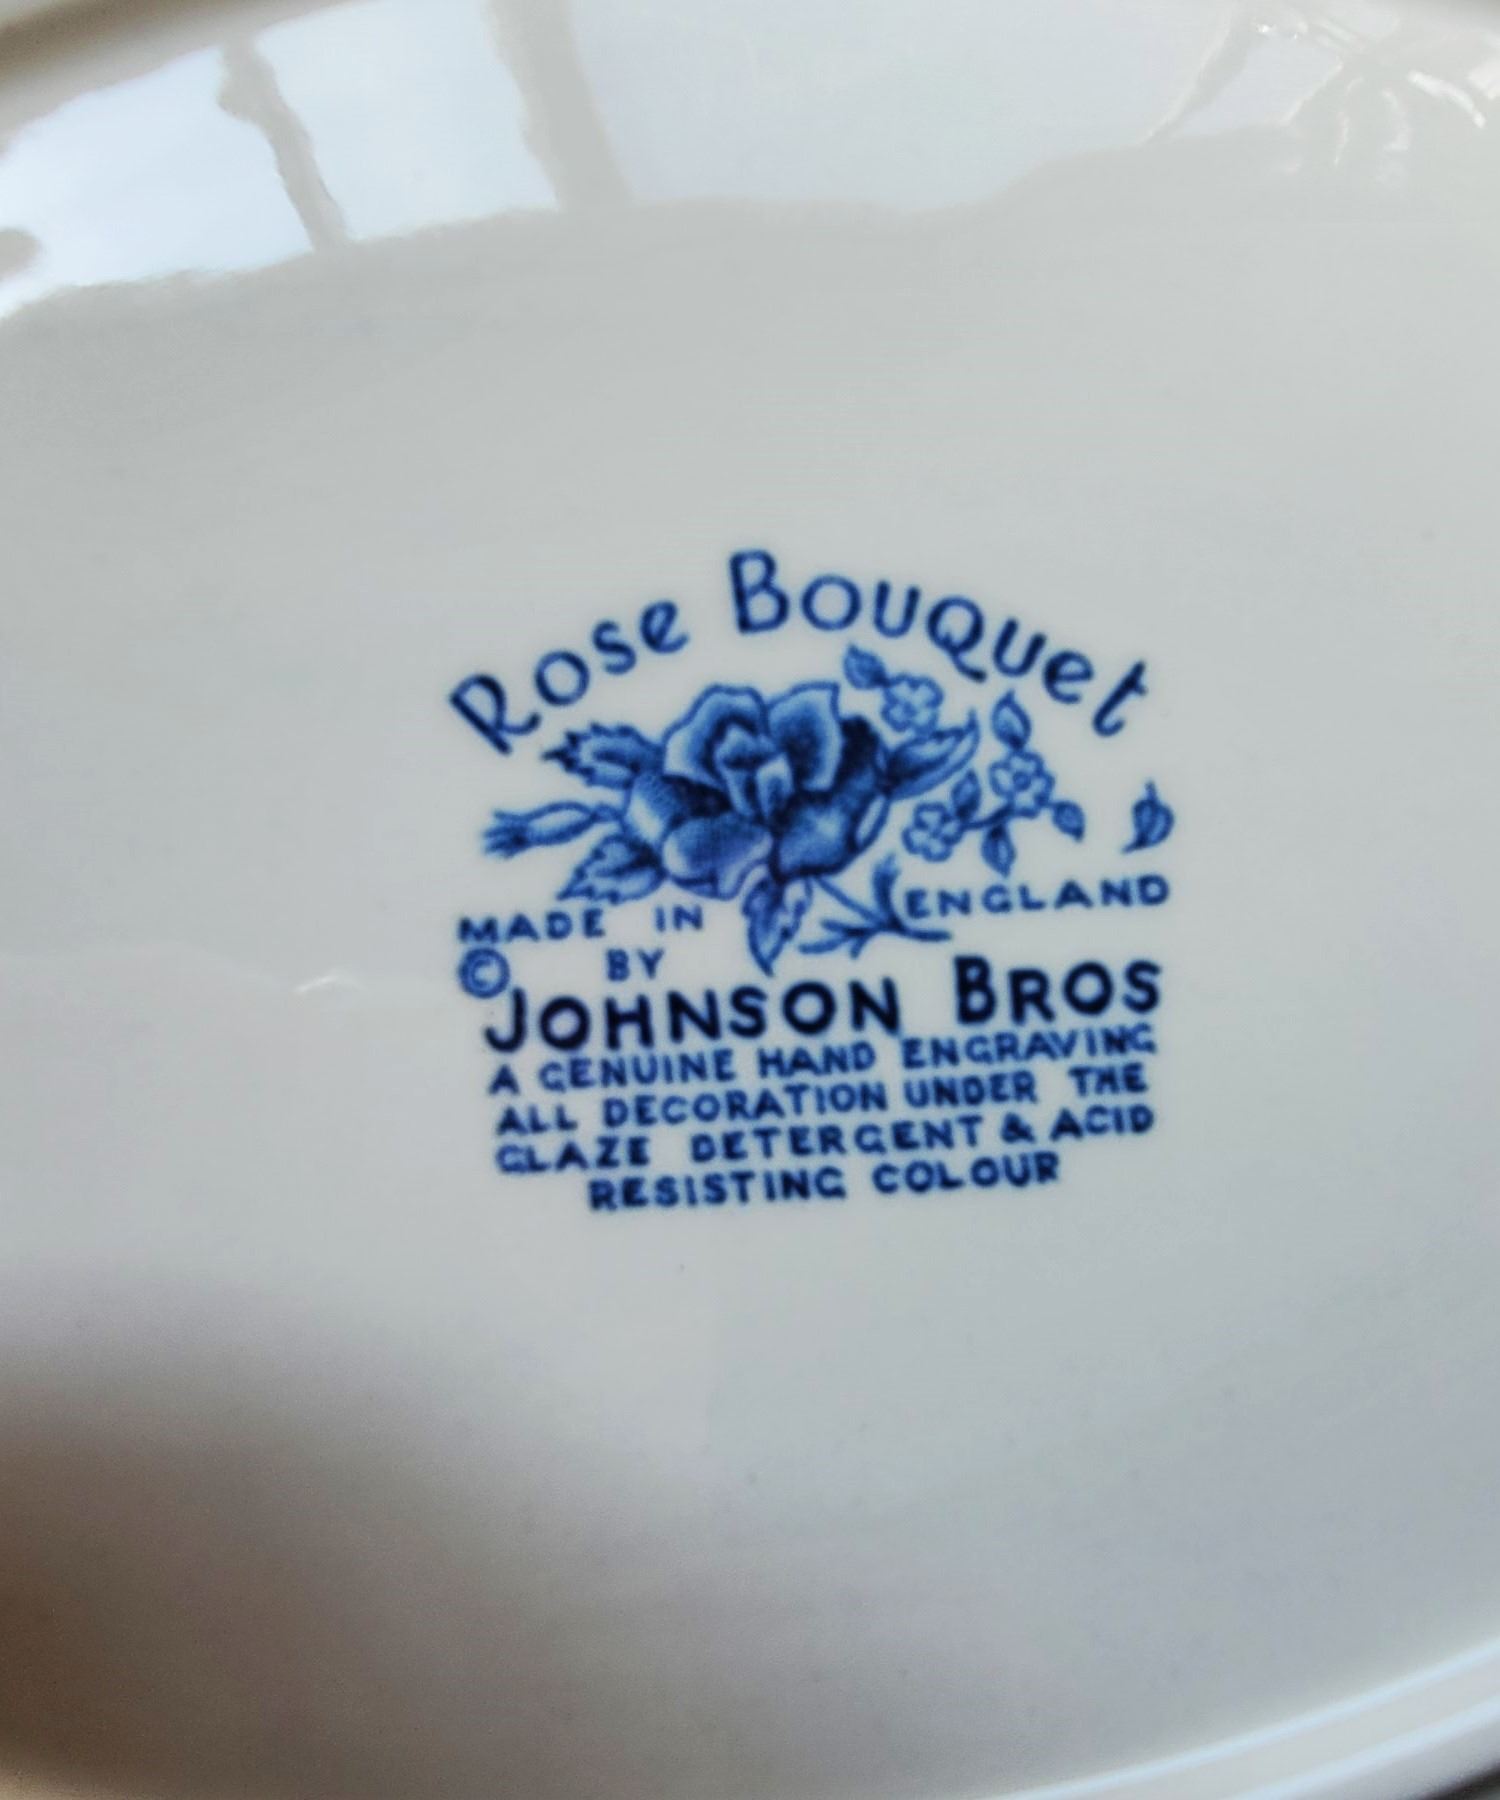 Rose Bouquet
MADE IN ENGLAND
© BY
JOHNSON BROS
A GENUINE HAND ENGRAVING
ALL DECORATION UNDER THE
GLAZE DETERGENT & ACID
RESISTING COLOUR